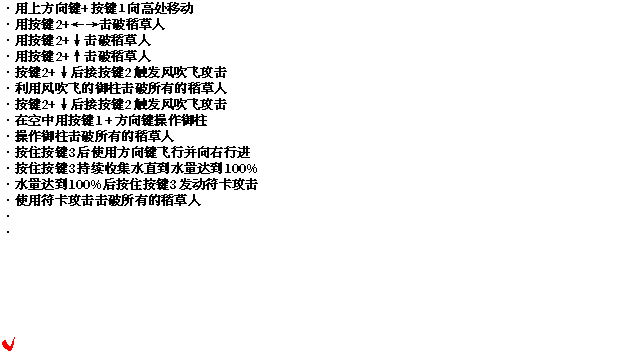 · 用上方向键+按键1向高处移动
· 用按键2+←→击破稻草人
· 用按键2+↓击破稻草人
· 用按键2+↑击破稻草人
· 按键2+↓后接按键2触发风吹飞攻击
· 利用风吹飞的御柱击破所有的稻草人
· 按键2+↓后接按键2触发风吹飞攻击
· 在空中用按键1+方向键操作御柱
· 操作御柱击破所有的稻草人
· 按住按键3后使用方向键飞行并向右行进
· 按住按键3持续收集水直到水量达到100%
· 水量达到100%后按住按键3发动符卡攻击
· 使用符卡攻击击破所有的稻草人
·
·